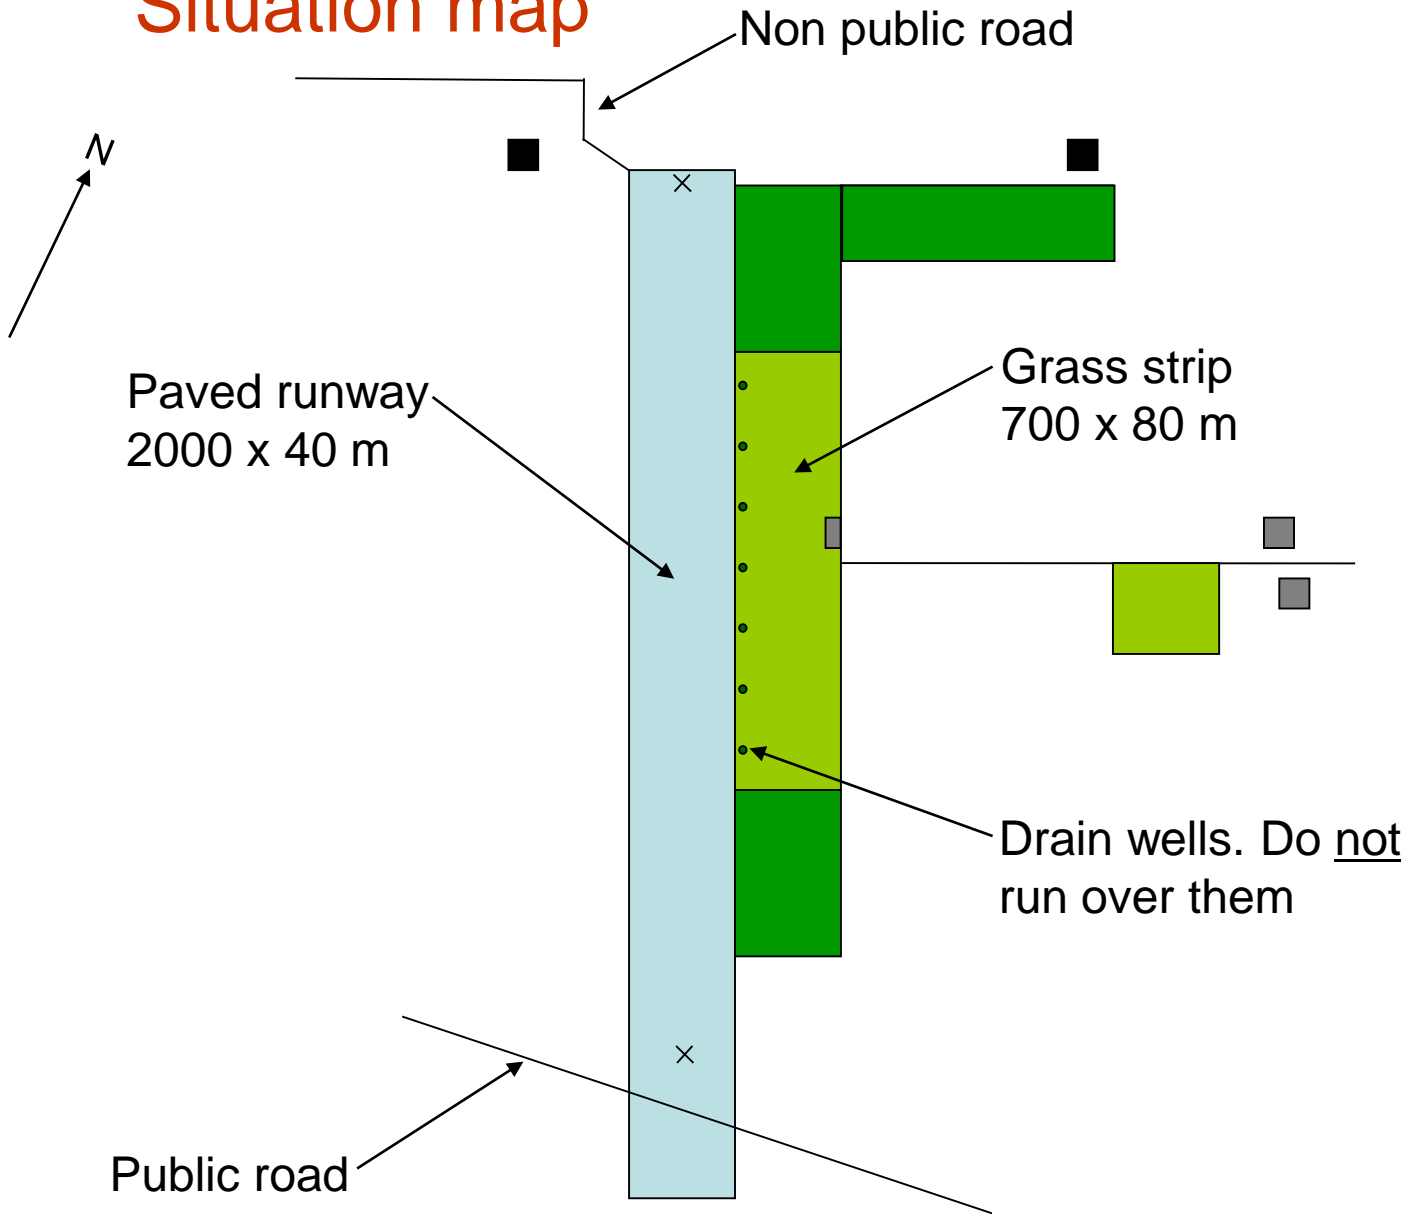 Situation map
Non public road
N
Paved runway
2000 x 40 m
Grass strip
700 x 80 m
Drain wells. Do not
run over them
Public road